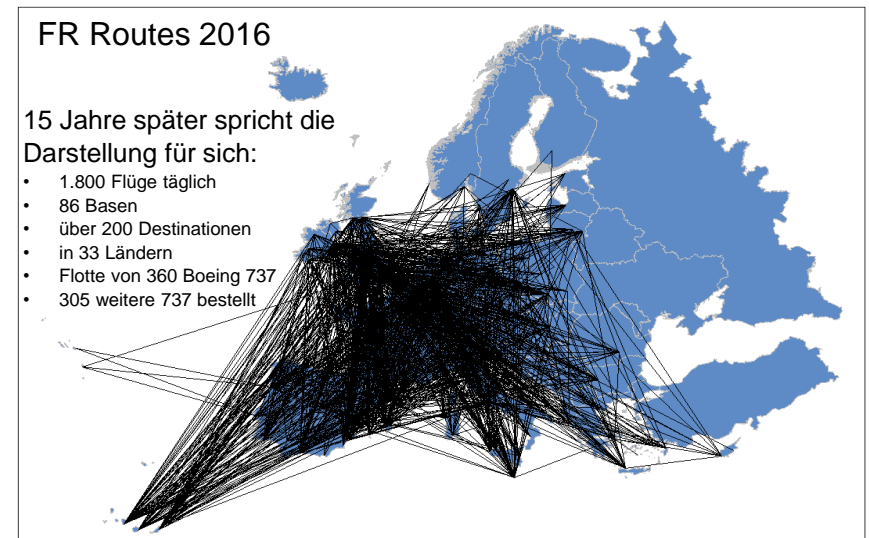 FR Routes 2016
15 Jahre später spricht die
Darstellung für sich:
• 1.800 Flüge täglich
• 86 Basen
• über 200 Destinationen
• in 33 Ländern
• Flotte von 360 Boeing 737
• 305 weitere 737 bestellt